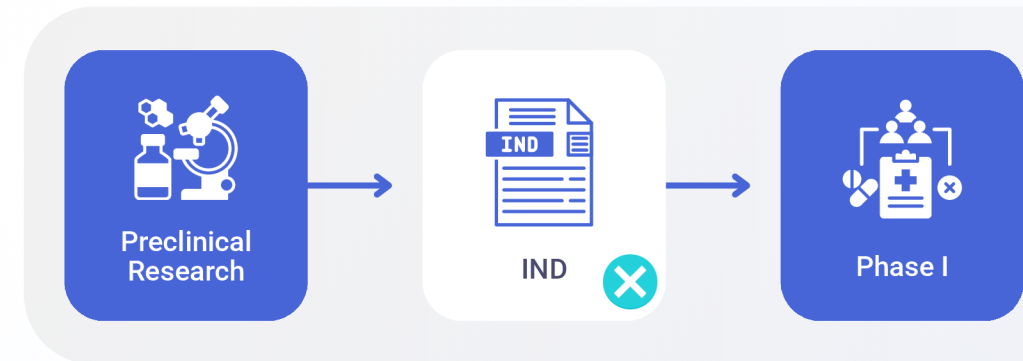 Preclinical
Research
IND
IND
Phase I